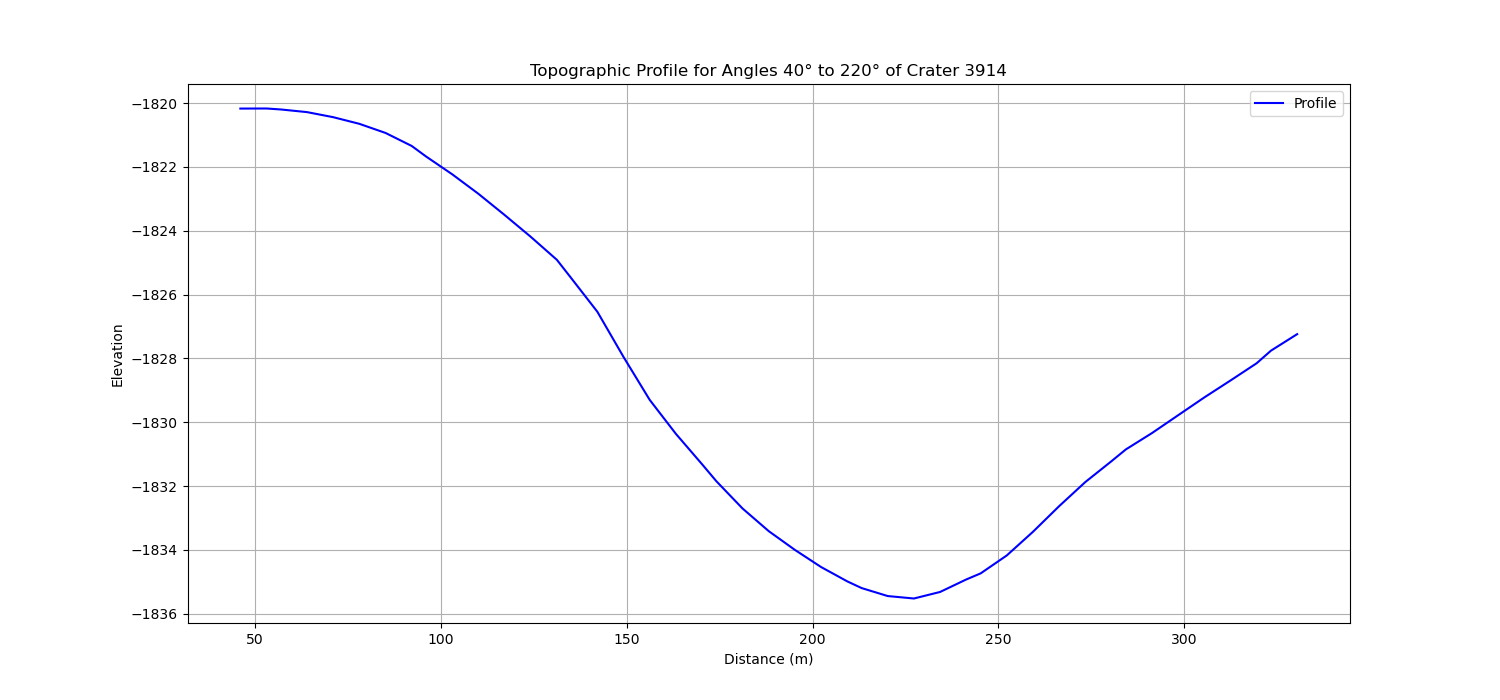 Topographic Profile for Angles 40° to 220° of Crater 3914
Profile
−1820
−1822
−1824
−1826
−1828
−1830
−1832
−1834
−1836
Elevation
50 100 150 200 250 300
Distance (m)